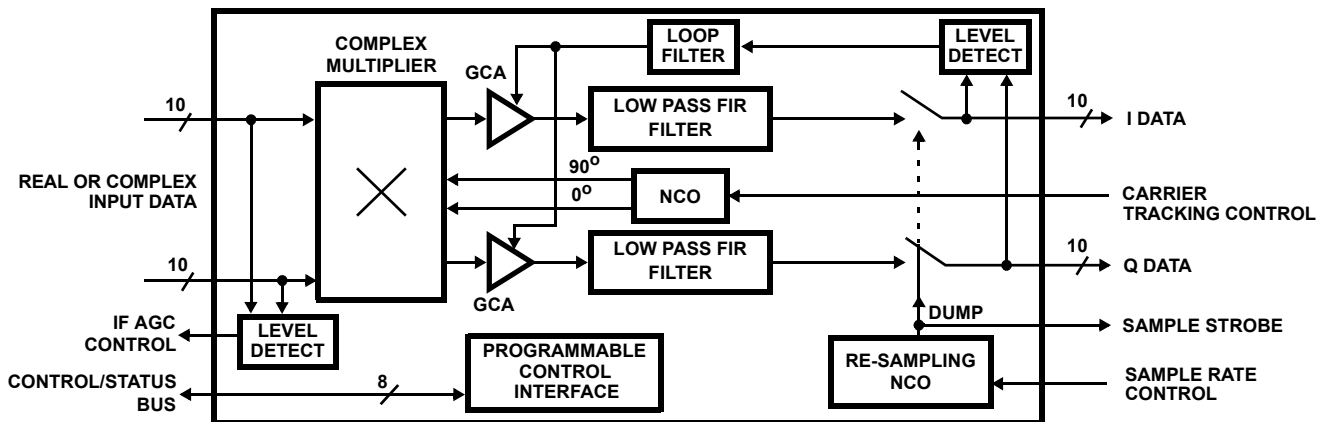 COMPLEX
MULTIPLIER
GCA
LOOP
FILTER
LEVEL
DETECT
10
LOW PASS FIR
FILTER
10
I DATA
REAL OR COMPLEX
INPUT DATA
90°
0°
NCO
CARRIER
TRACKING CONTROL
10
GCA
LOW PASS FIR
FILTER
10
Q DATA
IF AGC
CONTROL
LEVEL
DETECT
DUMP
SAMPLE STROBE
CONTROL/STATUS
BUS
8
PROGRAMMABLE
CONTROL
INTERFACE
RE-SAMPLING
NCO
SAMPLE RATE
CONTROL